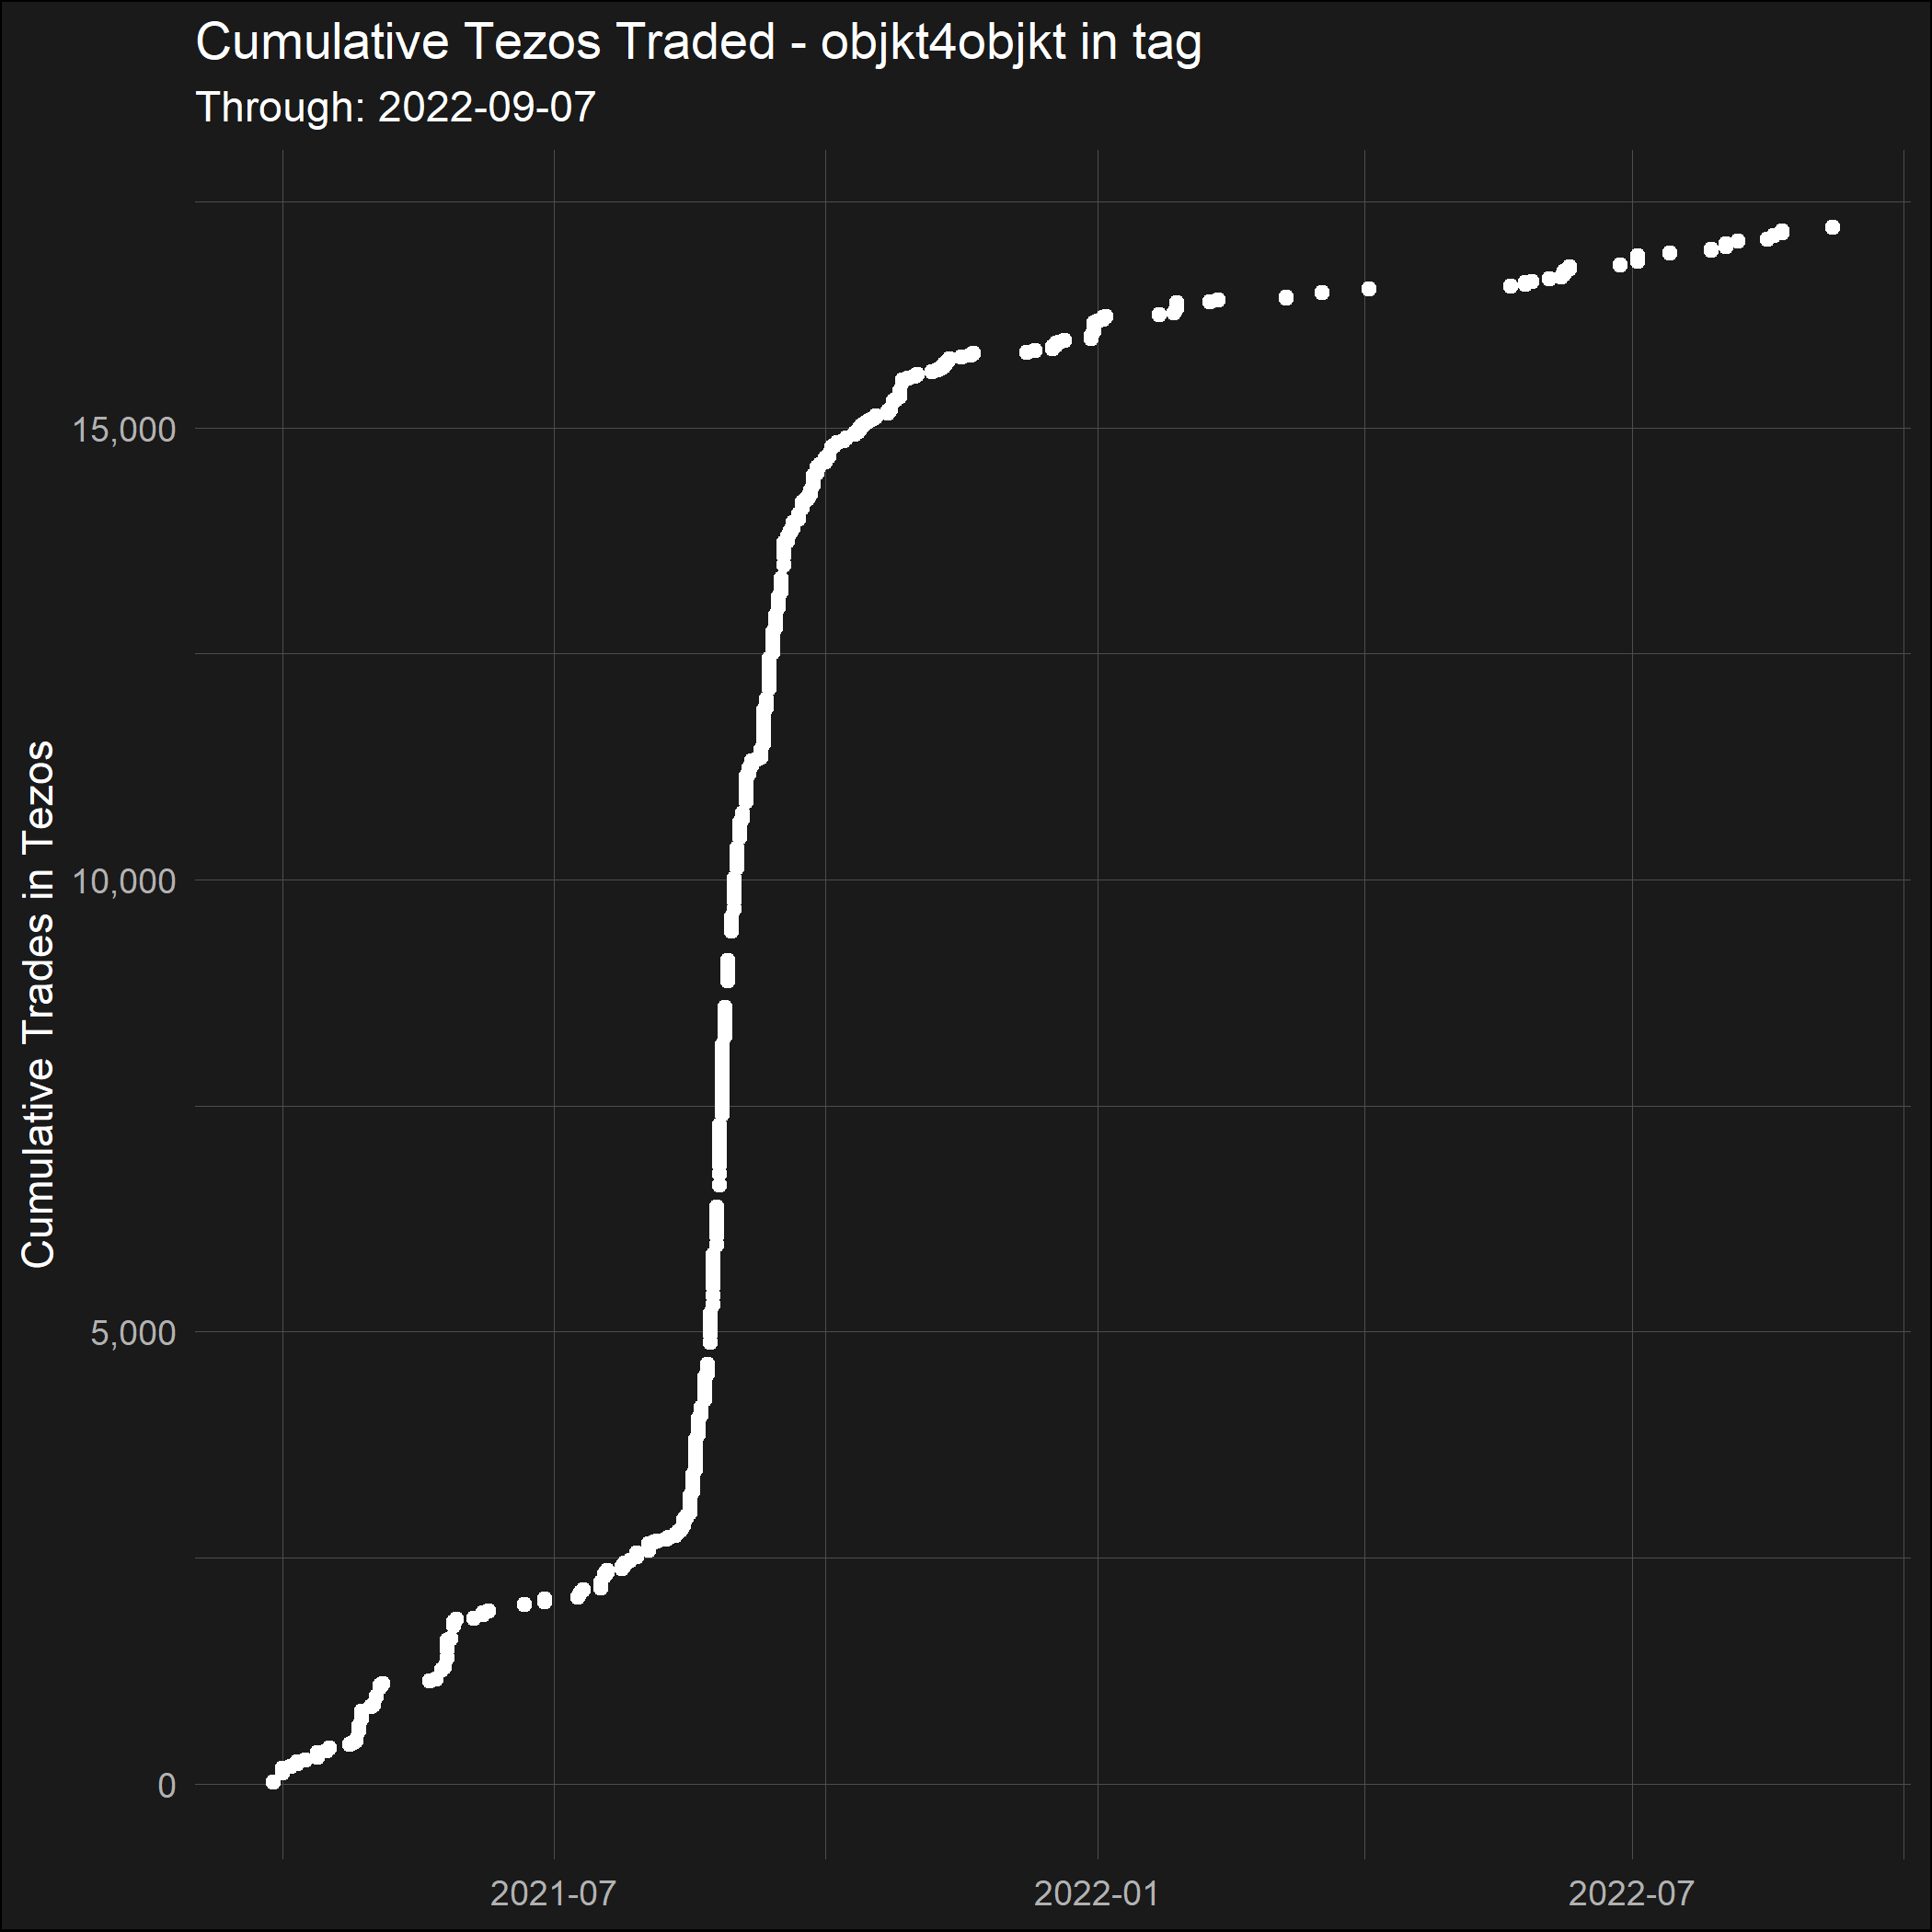 Cumulative Tezos Traded - objkt4objkt in tag
Through: 2022-09-07
Cumulative Trades in Tezos
15,000
10,000
5,000
0
2021-07
2022-01
2022-07